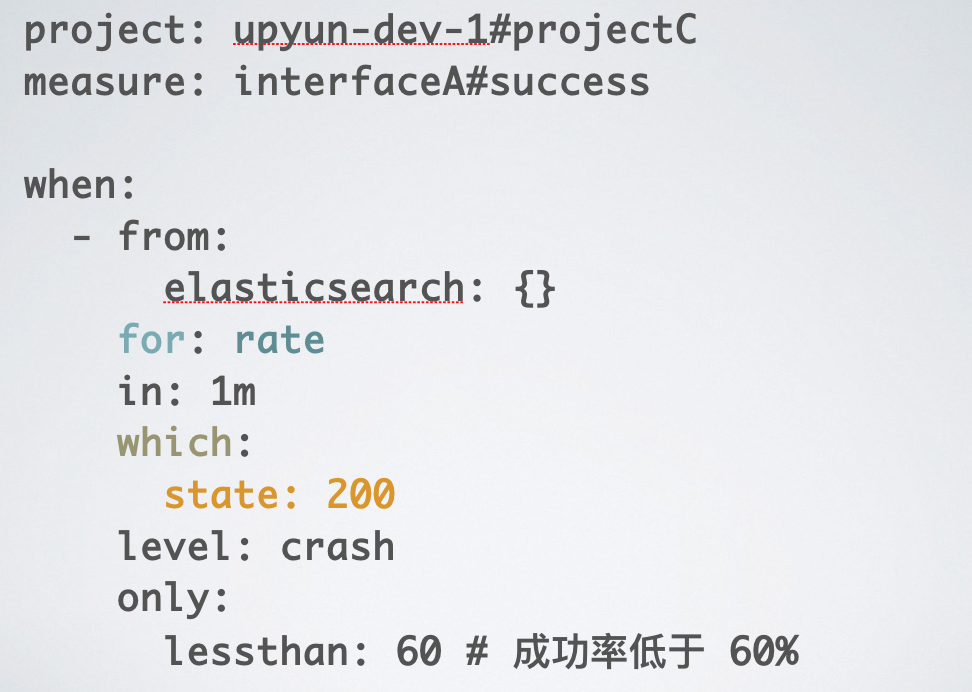 project: upyun-dev-1#projectC
measure: interfaceA#success
when:
- from:
elasticsearch: {}
for: rate
in: 1m
which:
state: 200
level: crash
only:
lessthan: 60 # 成功率低于 60%